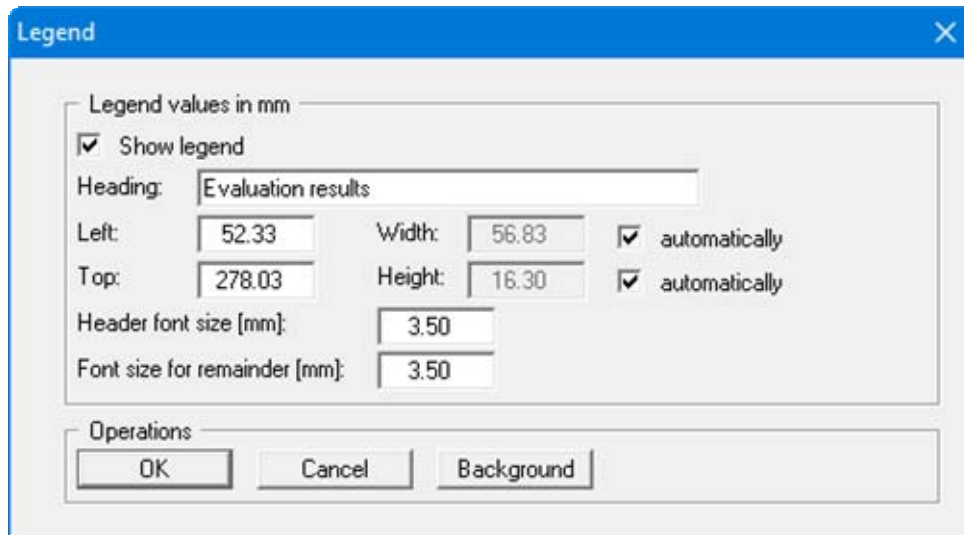 Legend
Legend values in mm
Show legend
Heading: Evaluation results
Left: 52.33 Width: 56.83 automatically
Top: 278.03 Height: 16.30 automatically
Header font size [mm]: 3.50
Font size for remainder [mm]: 3.50
Operations
OK Cancel Background